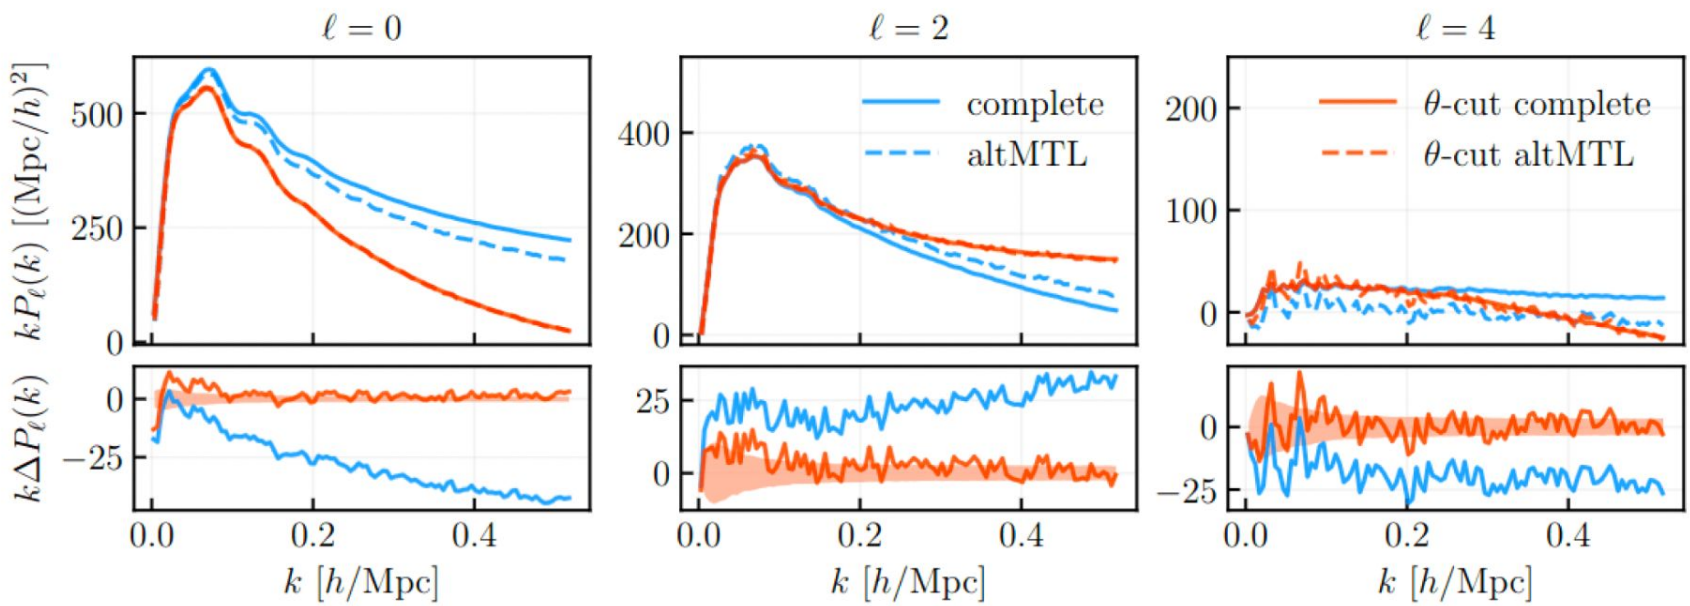 ℓ = 0
ℓ = 2
ℓ = 4
kPℓ(k) [(Mpc/h)²]
500
250
0
400
200
0
complete
altMTL
200
100
0
θ-cut complete
θ-cut altMTL
kΔPℓ(k)
0
−25
25
0
0
−25
0.0 0.2 0.4
0.0 0.2 0.4
0.0 0.2 0.4
k [h/Mpc]
k [h/Mpc]
k [h/Mpc]